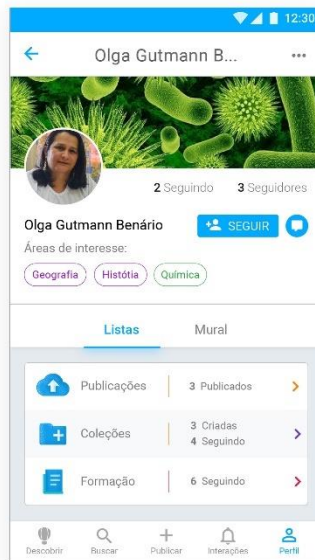 12:30
Olga Gutmann B...
2 Seguindo 3 Seguidores
Olga Gutmann Benário
SEGUIR
Áreas de interesse:
Geografia Histótia Química
Listas Mural
Publicações 3 Publicados
Coleções 3 Criadas
4 Seguindo
Formação 6 Seguindo
Descobrir Buscar Publicar Interações Perfil